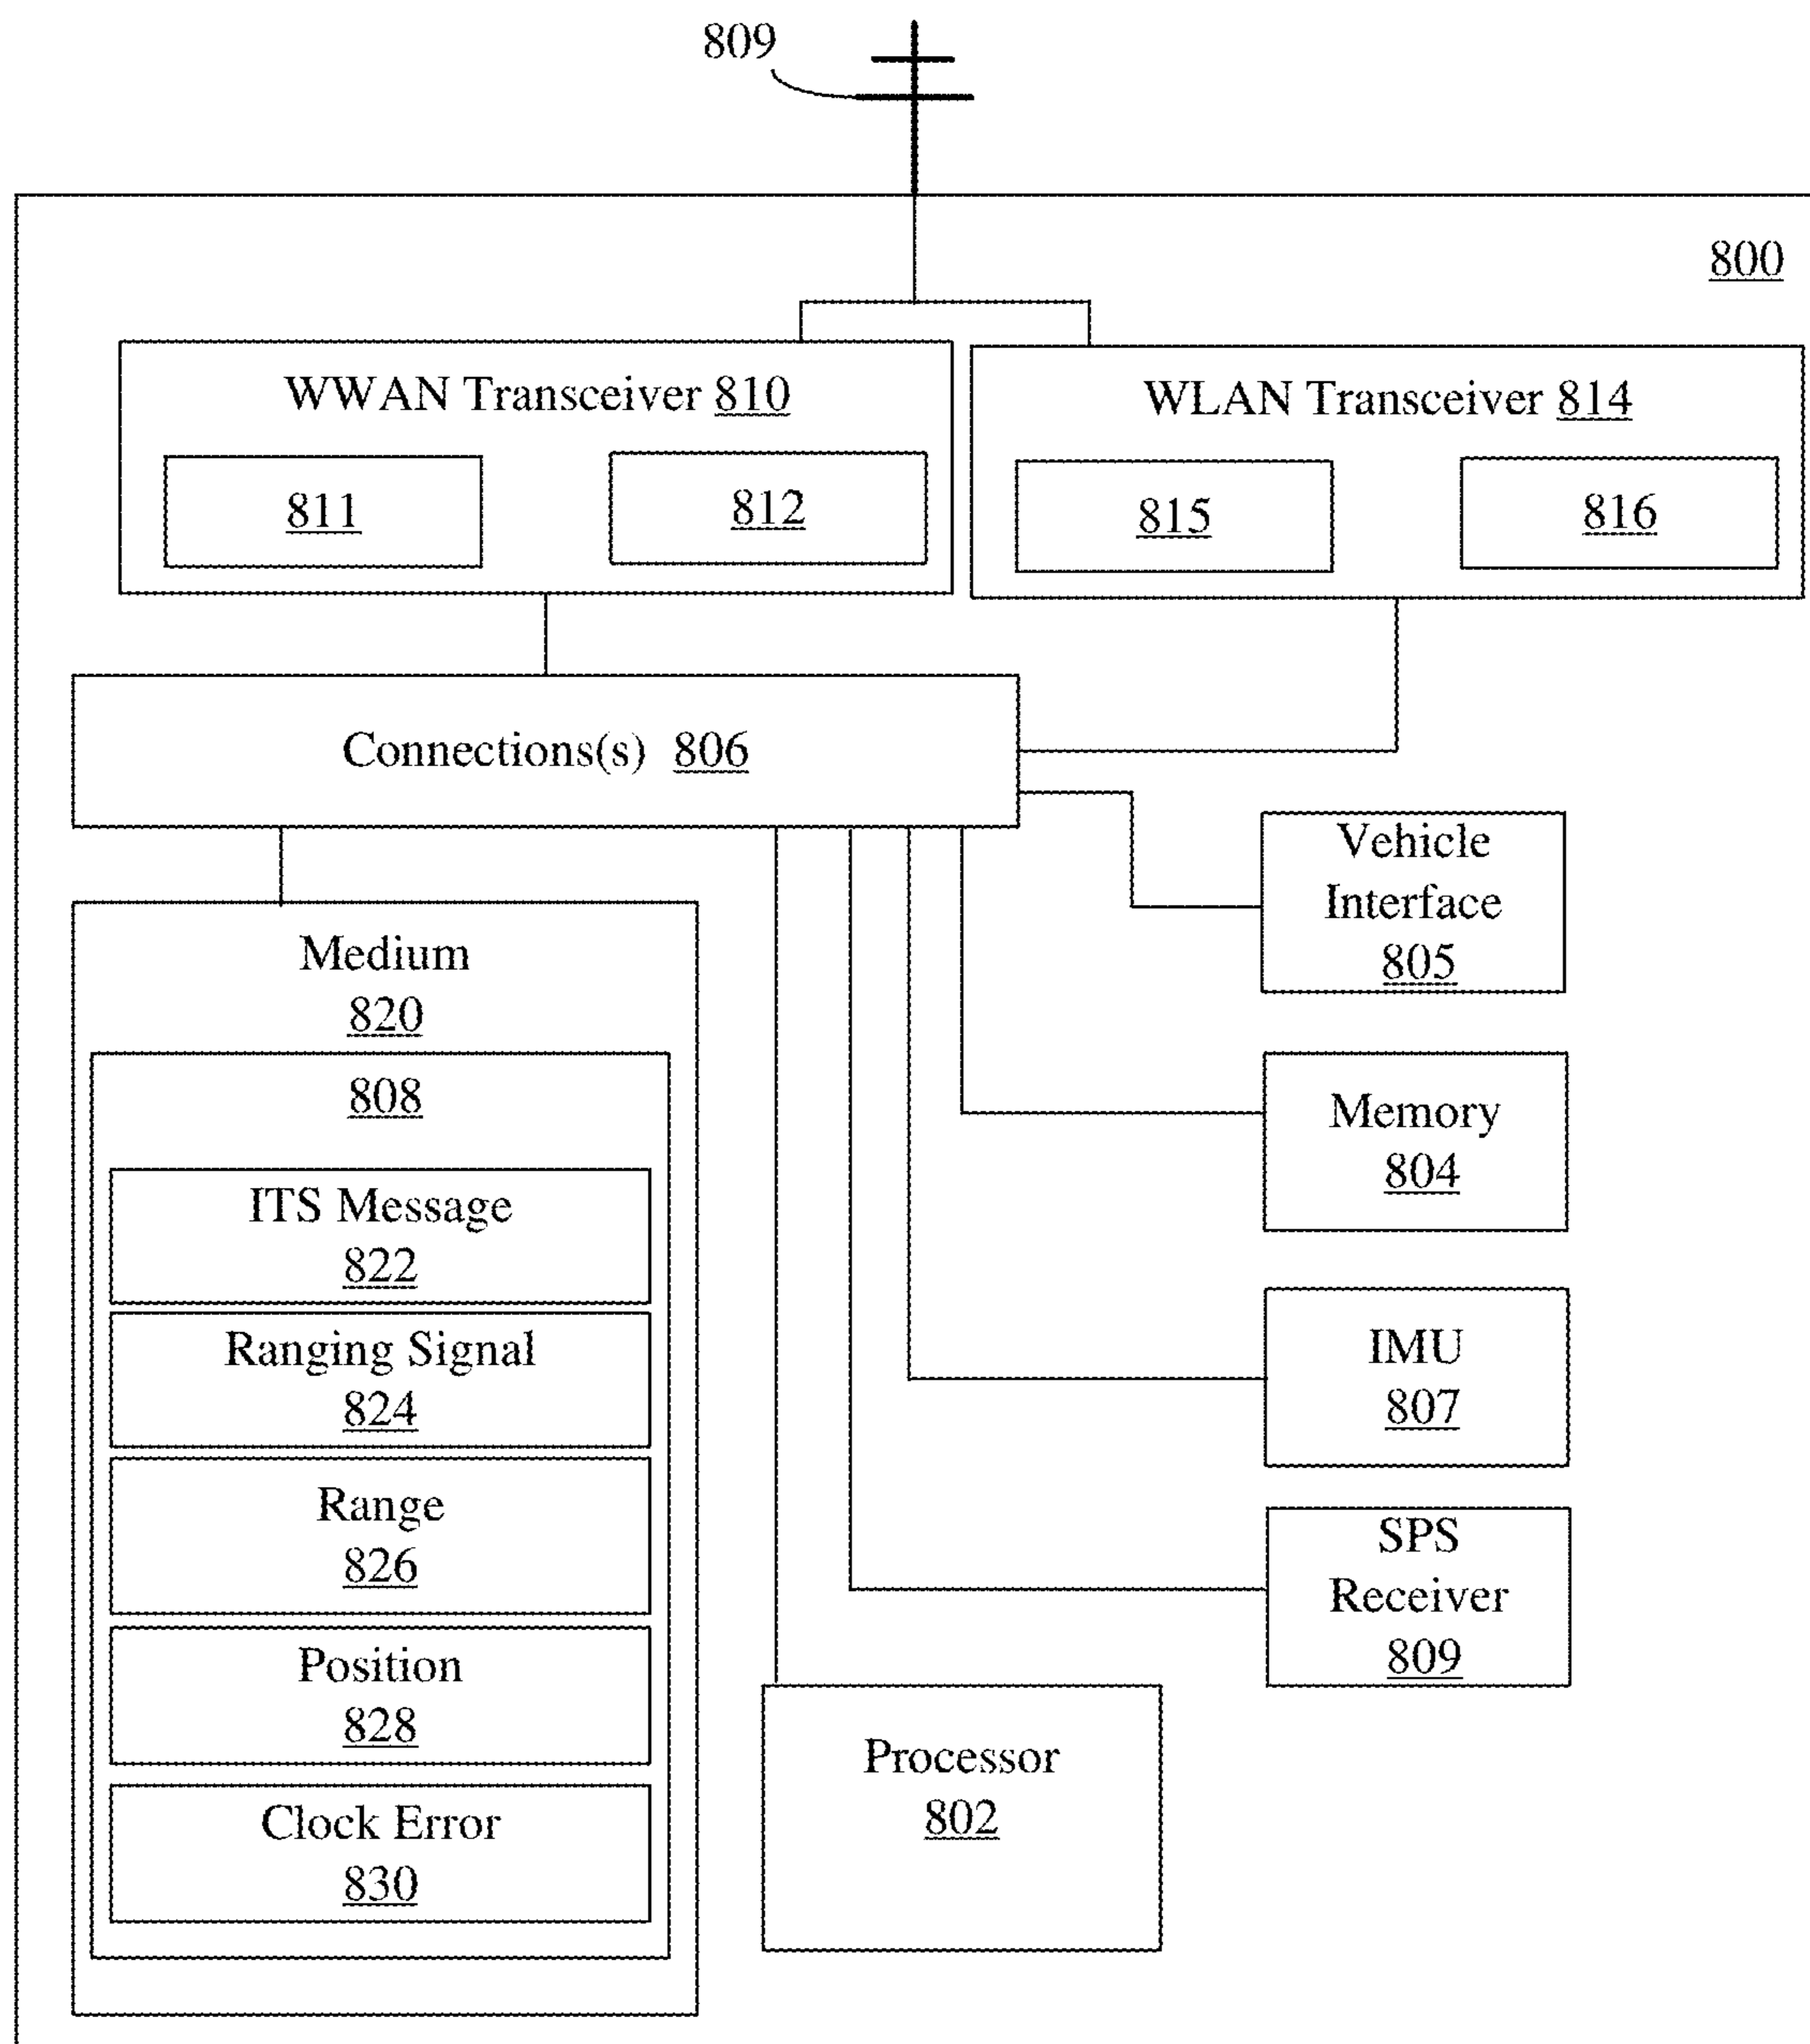 809
800
WWAN Transceiver 810
811
812
WLAN Transceiver 814
815
816
Connections(s) 806
Vehicle
Interface
805
Medium
820
808
ITS Message
822
Ranging Signal
824
Range
826
Position
828
Clock Error
830
Memory
804
IMU
807
SPS
Receiver
809
Processor
802